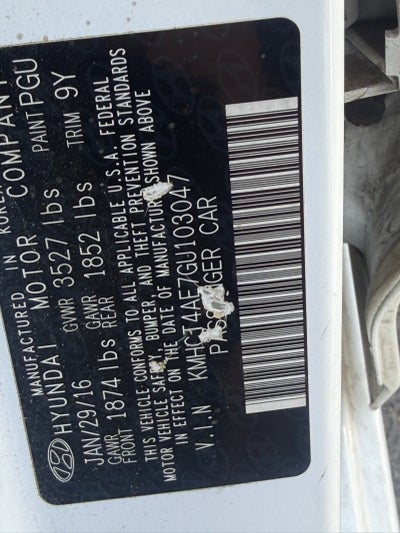 MANUFACTURED IN KOREA
HYUNDAI MOTOR COMPANY
JAN/29/16 GVWR 3527 lbs PAINT PGU
GAWR FRONT 1874 lbs GAWR REAR 1852 lbs TRIM 9Y
THIS VEHICLE CONFORMS TO ALL APPLICABLE U.S.A. FEDERAL
MOTOR VEHICLE SAFETY, BUMPER, AND THEFT PREVENTION STANDARDS
IN EFFECT ON THE DATE OF MANUFACTURE SHOWN ABOVE
V.I.N KMHCT4AE7GU103047
PASSENGER CAR